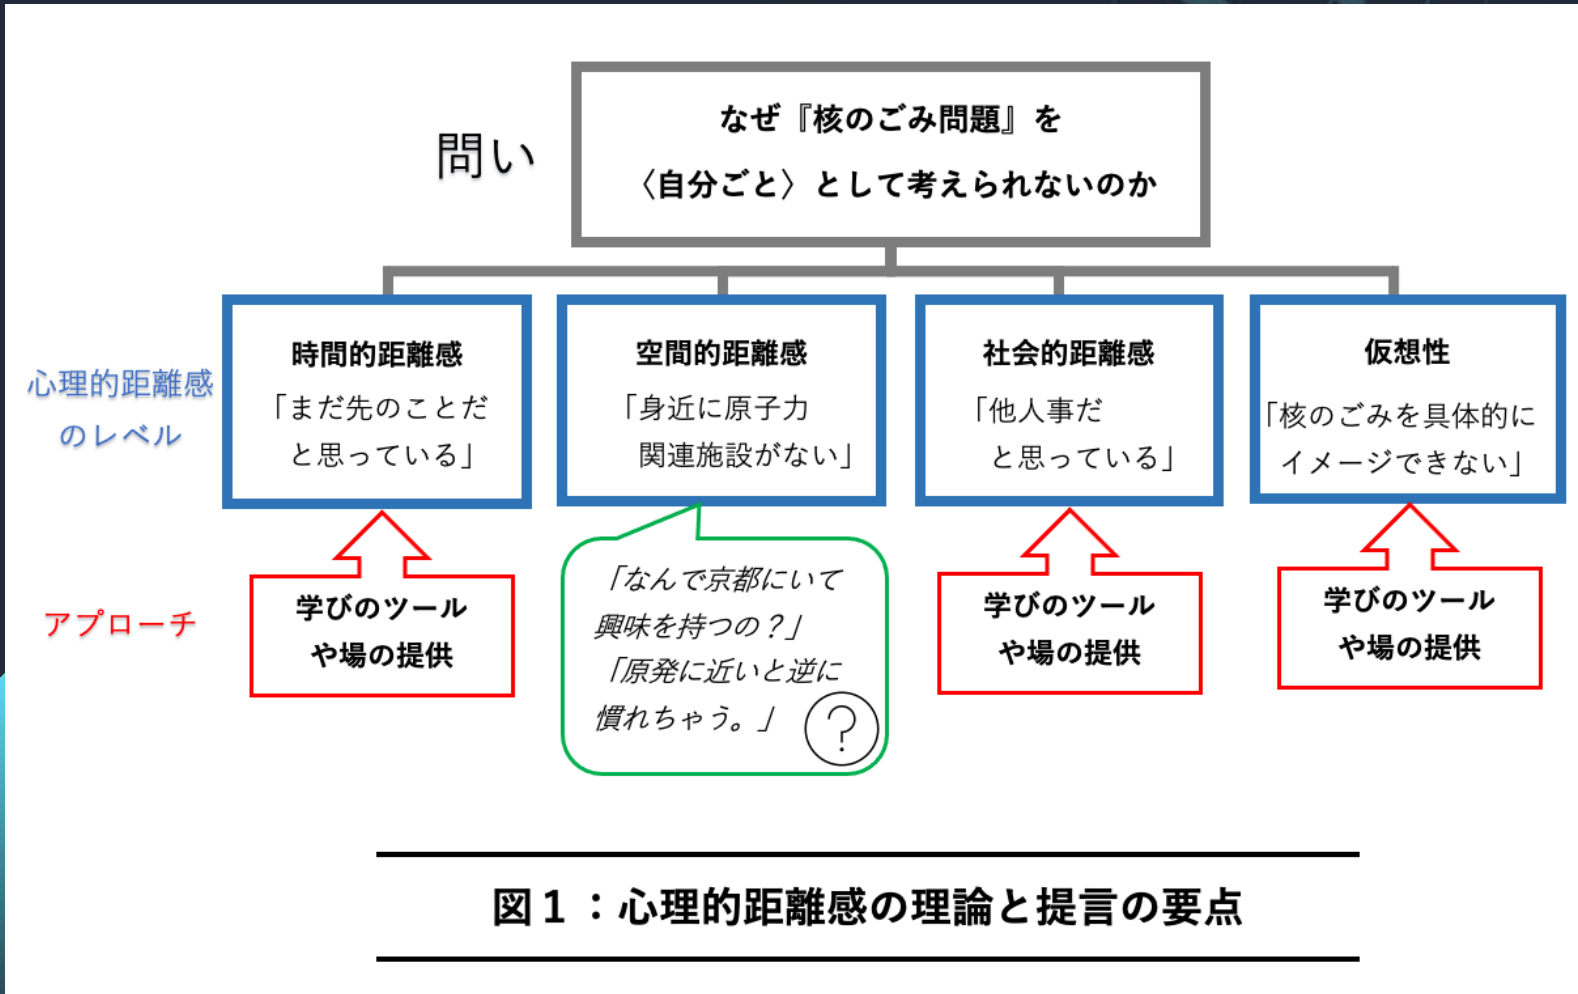 問い
なぜ『核のごみ問題』を
〈自分ごと〉として考えられないのか
心理的距離感
のレベル
時間的距離感
「まだ先のことだ
と思っている」
空間的距離感
「身近に原子力
関連施設がない」
社会的距離感
「他人事だ
と思っている」
仮想性
「核のごみを具体的に
イメージできない」
アプローチ
学びのツール
や場の提供
「なんで京都にいて
興味を持つの？」
「原発に近いと逆に
慣れちゃう。」
?
学びのツール
や場の提供
学びのツール
や場の提供
図１：心理的距離感の理論と提言の要点